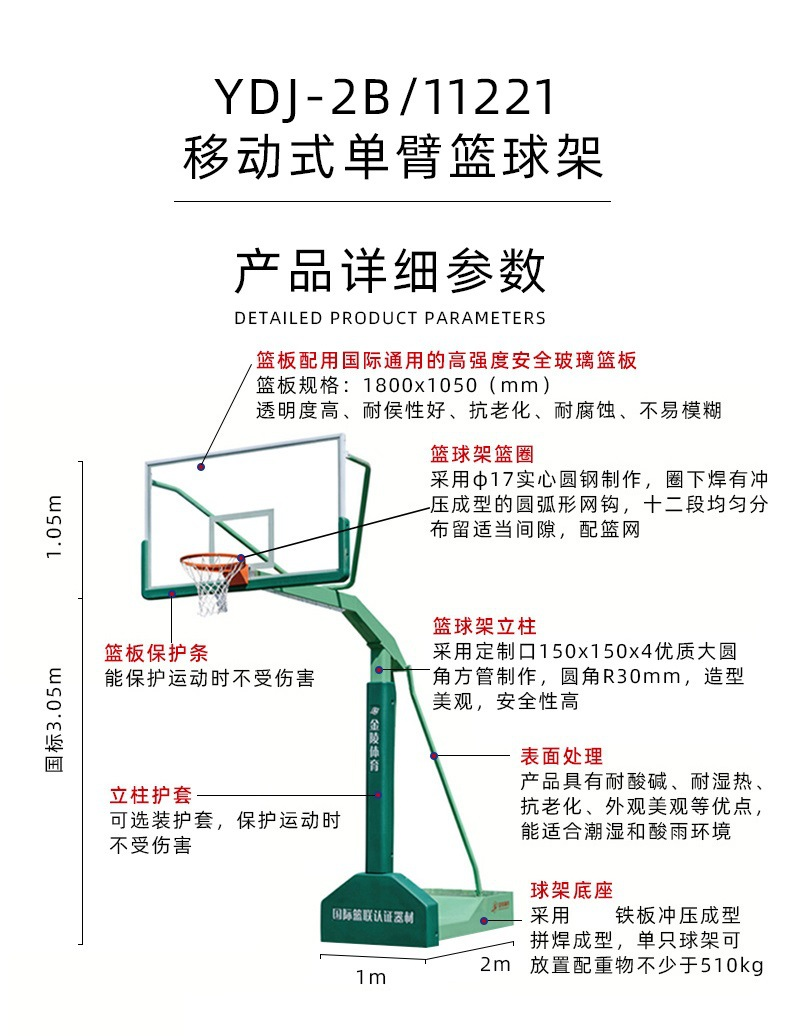 YDJ-2B/11221
移动式单臂篮球架
产品详细参数
DETAILED PRODUCT PARAMETERS
篮板配用国际通用的高强度安全玻璃篮板
篮板规格：1800x1050（mm）
透明度高、耐侯性好、抗老化、耐腐蚀、不易模糊
篮球架篮圈
采用ф17实心圆钢制作，圈下焊有冲
压成型的圆弧形网钩，十二段均匀分
布留适当间隙，配篮网
1.05m
篮板保护条
能保护运动时不受伤害
篮球架立柱
采用定制口150x150x4优质大圆
角方管制作，圆角R30mm，造型
美观，安全性高
国标3.05m
金陵体育
表面处理
产品具有耐酸碱、耐湿热、
抗老化、外观美观等优点，
能适合潮湿和酸雨环境
立柱护套
可选装护套，保护运动时
不受伤害
球架底座
采用 铁板冲压成型
拼焊成型，单只球架可
放置配重物不少于510kg
国际篮联认证器材
1m
2m